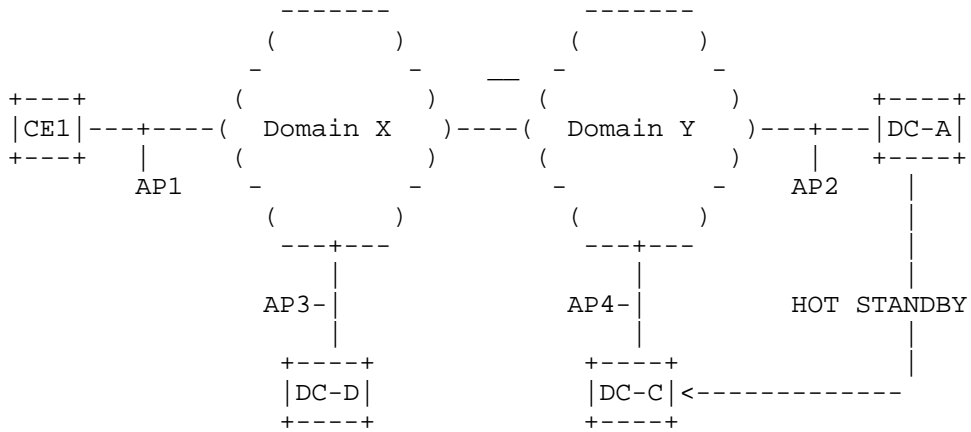 Domain X Domain Y
CE1 DC-A
AP1 AP2
AP3- AP4- HOT STANDBY
DC-D DC-C